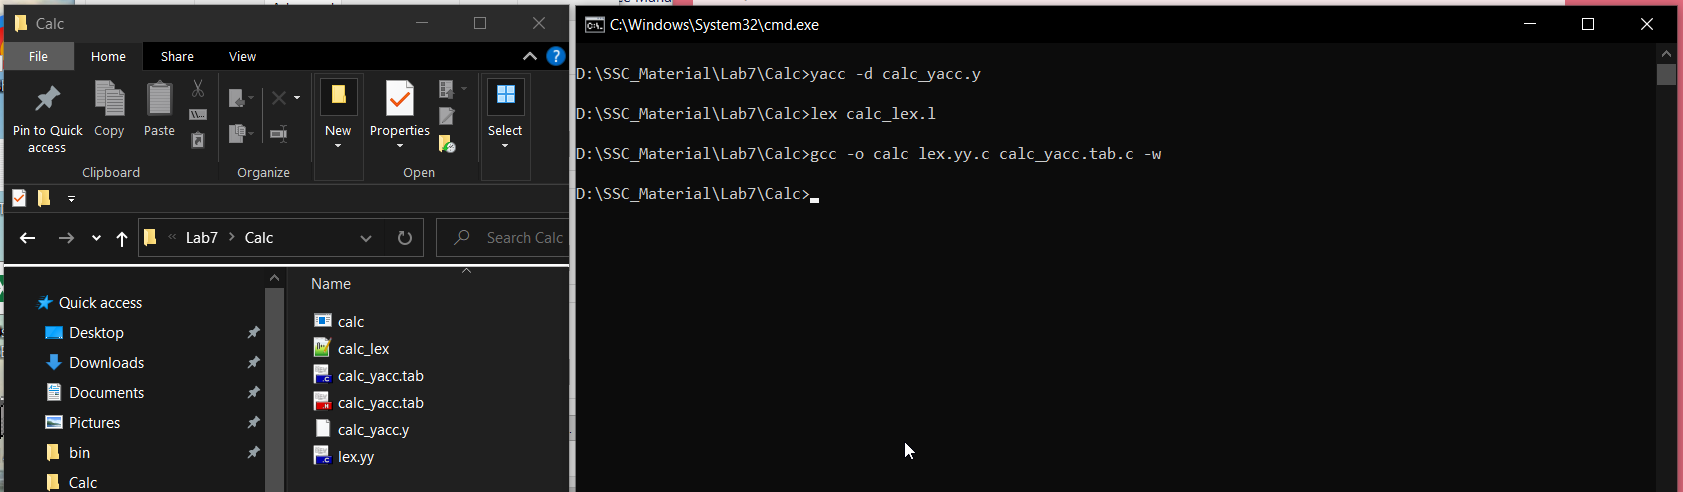 Calc
File Home Share View
Pin to Quick access
Copy
Paste
New
Properties
Select
Clipboard
Organize
Open
« Lab7 > Calc
Search Calc
Quick access
Desktop
Downloads
Documents
Pictures
bin
Calc
Name
calc
calc_lex
calc_yacc.tab
calc_yacc.tab
calc_yacc.y
lex.yy
C:\Windows\System32\cmd.exe
D:\SSC_Material\Lab7\Calc>yacc -d calc_yacc.y
D:\SSC_Material\Lab7\Calc>lex calc_lex.l
D:\SSC_Material\Lab7\Calc>gcc -o calc lex.yy.c calc_yacc.tab.c -w
D:\SSC_Material\Lab7\Calc>